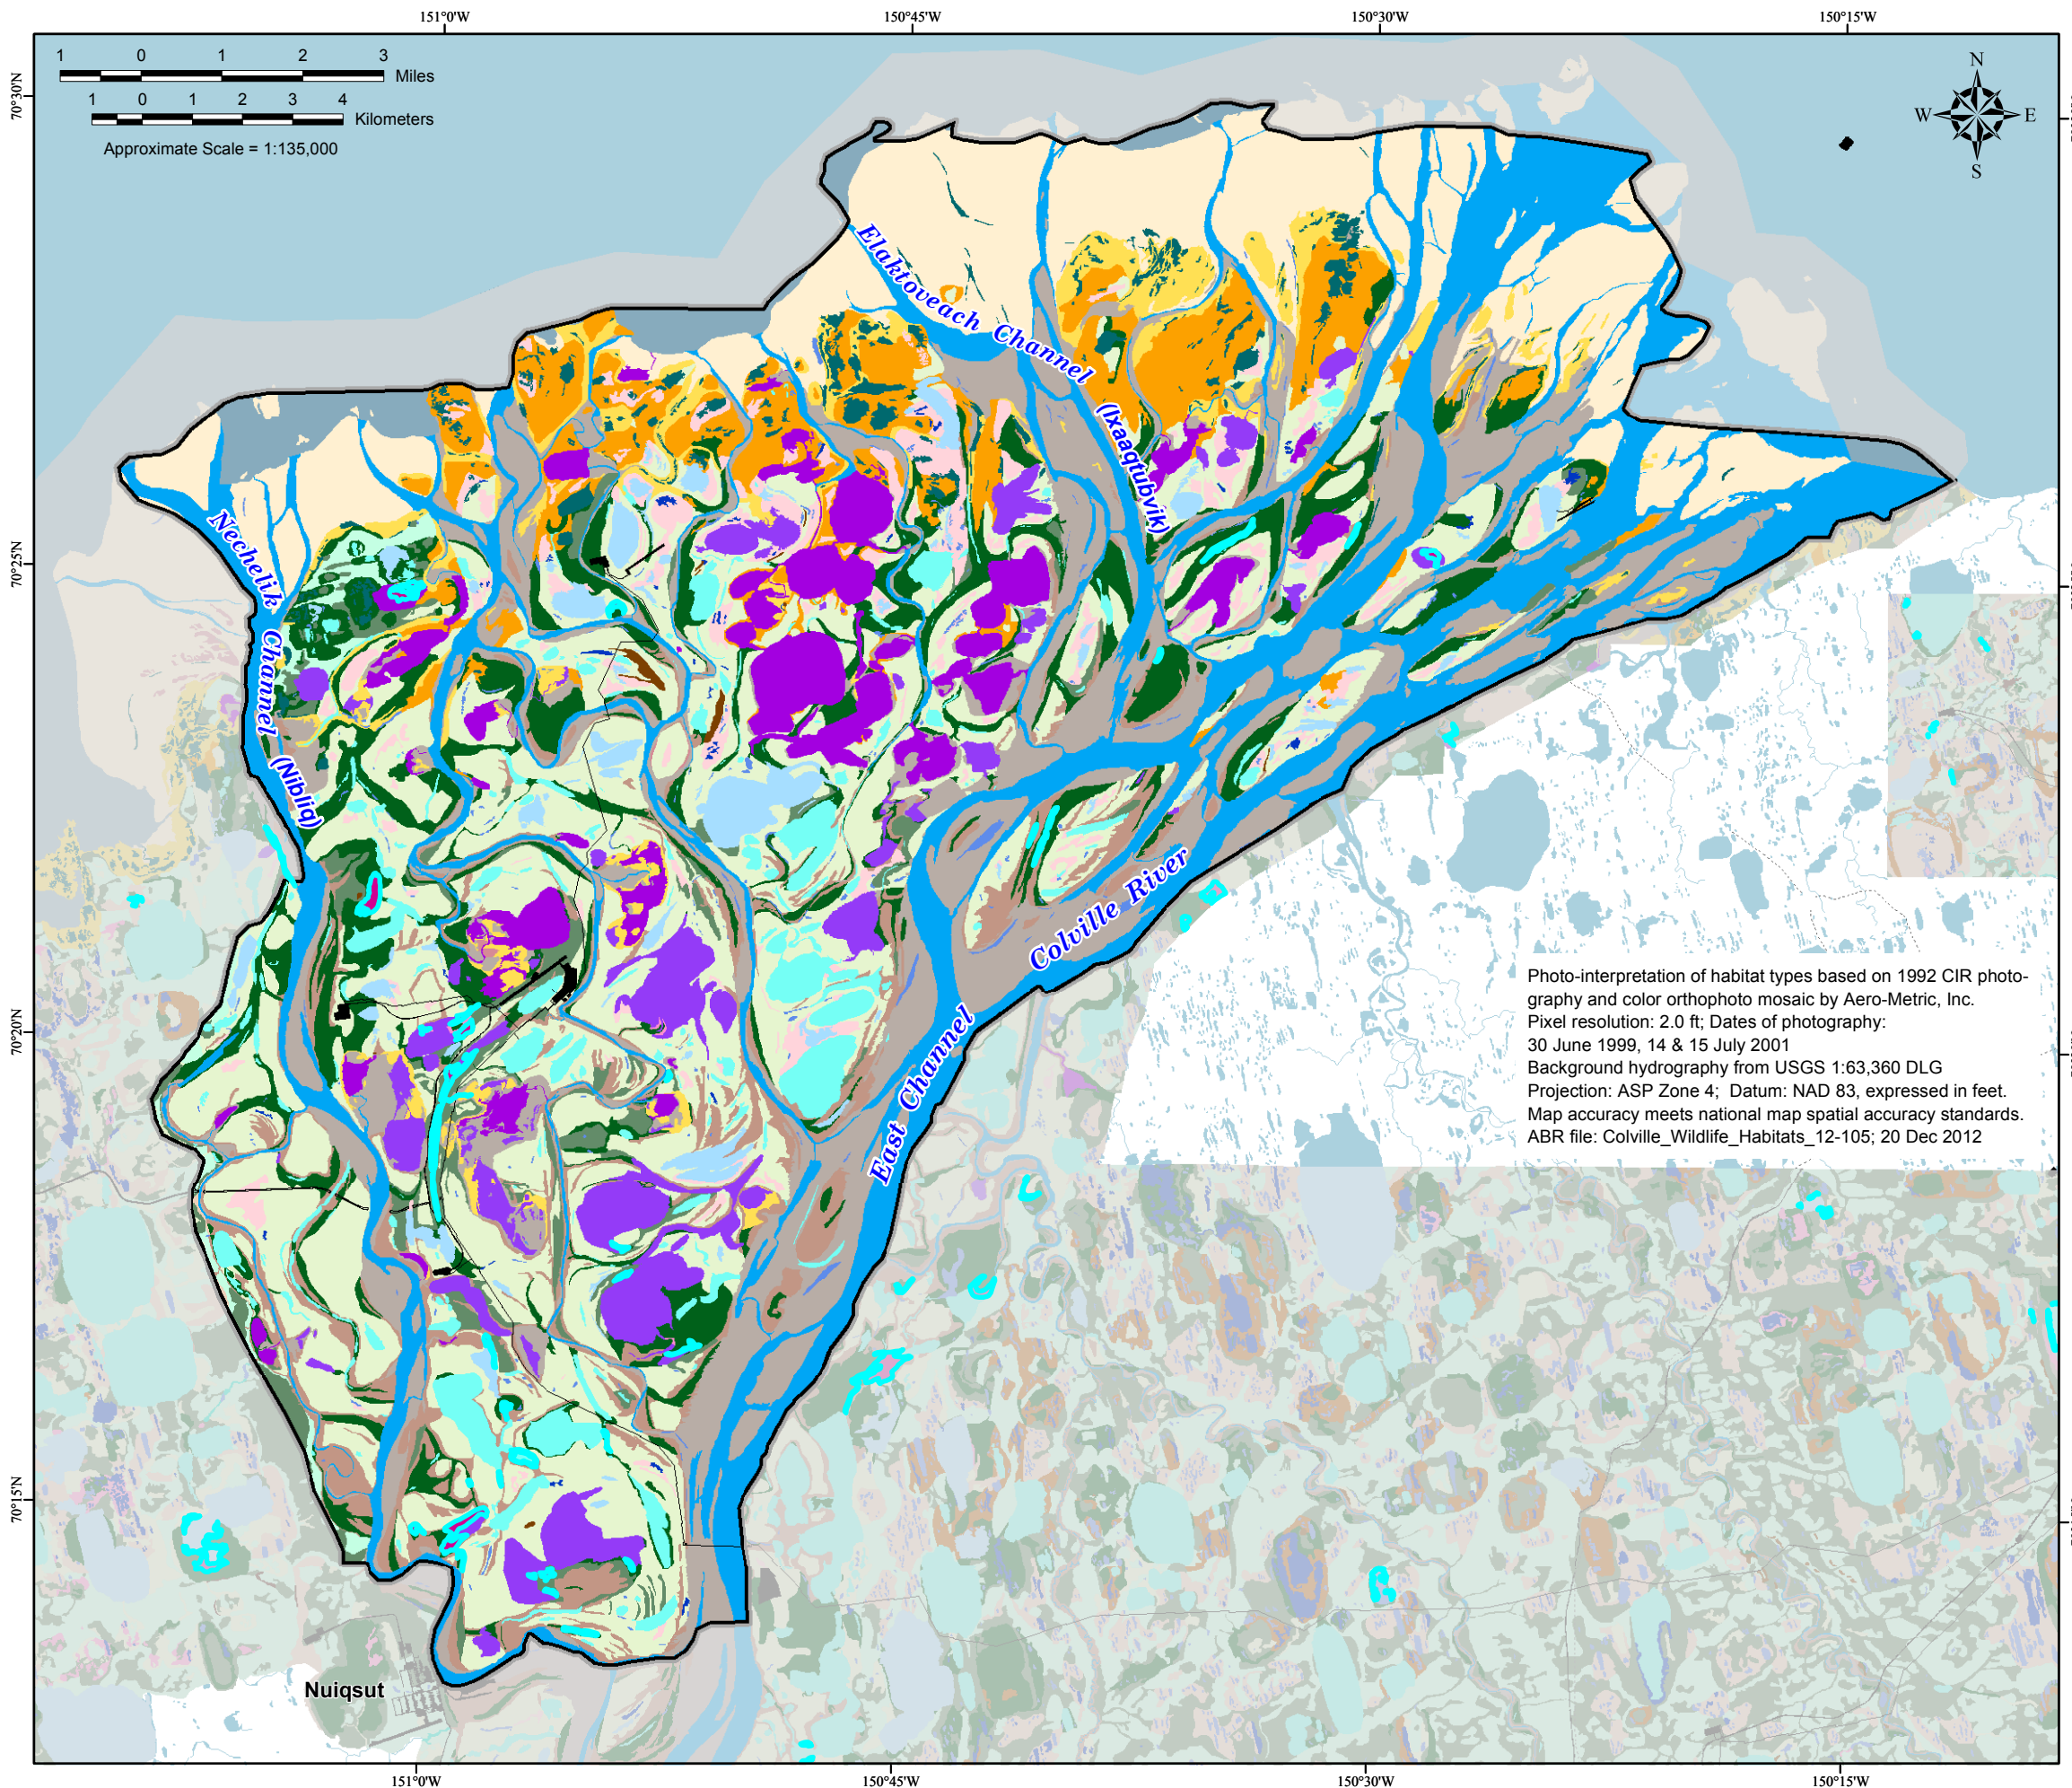 151°0'W 150°45'W 150°30'W 150°15'W
1 0 1 2 3
Miles
1 0 1 2 3 4
Kilometers
Approximate Scale = 1:135,000
N
W E
S
70°30'N
70°25'N
70°20'N
70°15'N
Elaktoveach Channel
(Ixaaqtubvik)
Nechelik Channel
(Nibliq)
Colville River
East Channel
Photo-interpretation of habitat types based on 1992 CIR photo-
graphy and color orthophoto mosaic by Aero-Metric, Inc.
Pixel resolution: 2.0 ft; Dates of photography:
30 June 1999, 14 & 15 July 2001
Background hydrography from USGS 1:63,360 DLG
Projection: ASP Zone 4; Datum: NAD 83, expressed in feet.
Map accuracy meets national map spatial accuracy standards.
ABR file: Colville_Wildlife_Habitats_12-105; 20 Dec 2012
Nuiqsut
151°0'W 150°45'W 150°30'W 150°15'W